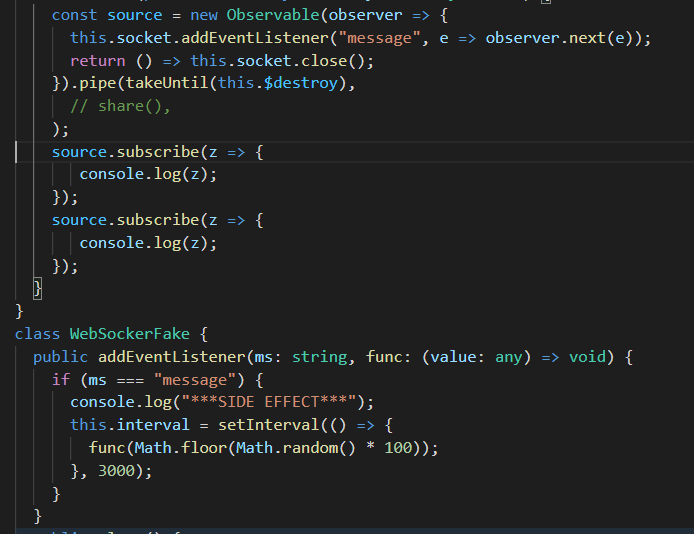 const source = new Observable(observer => {
this.socket.addEventListener("message", e => observer.next(e));
return () => this.socket.close();
}).pipe(takeUntil(this.$destroy),
// share(),
);
source.subscribe(z => {
console.log(z);
});
source.subscribe(z => {
console.log(z);
});
}
}
class WebSockerFake {
public addEventListener(ms: string, func: (value: any) => void) {
if (ms === "message") {
console.log("***SIDE EFFECT***");
this.interval = setInterval(() => {
func(Math.floor(Math.random() * 100));
}, 3000);
}
}